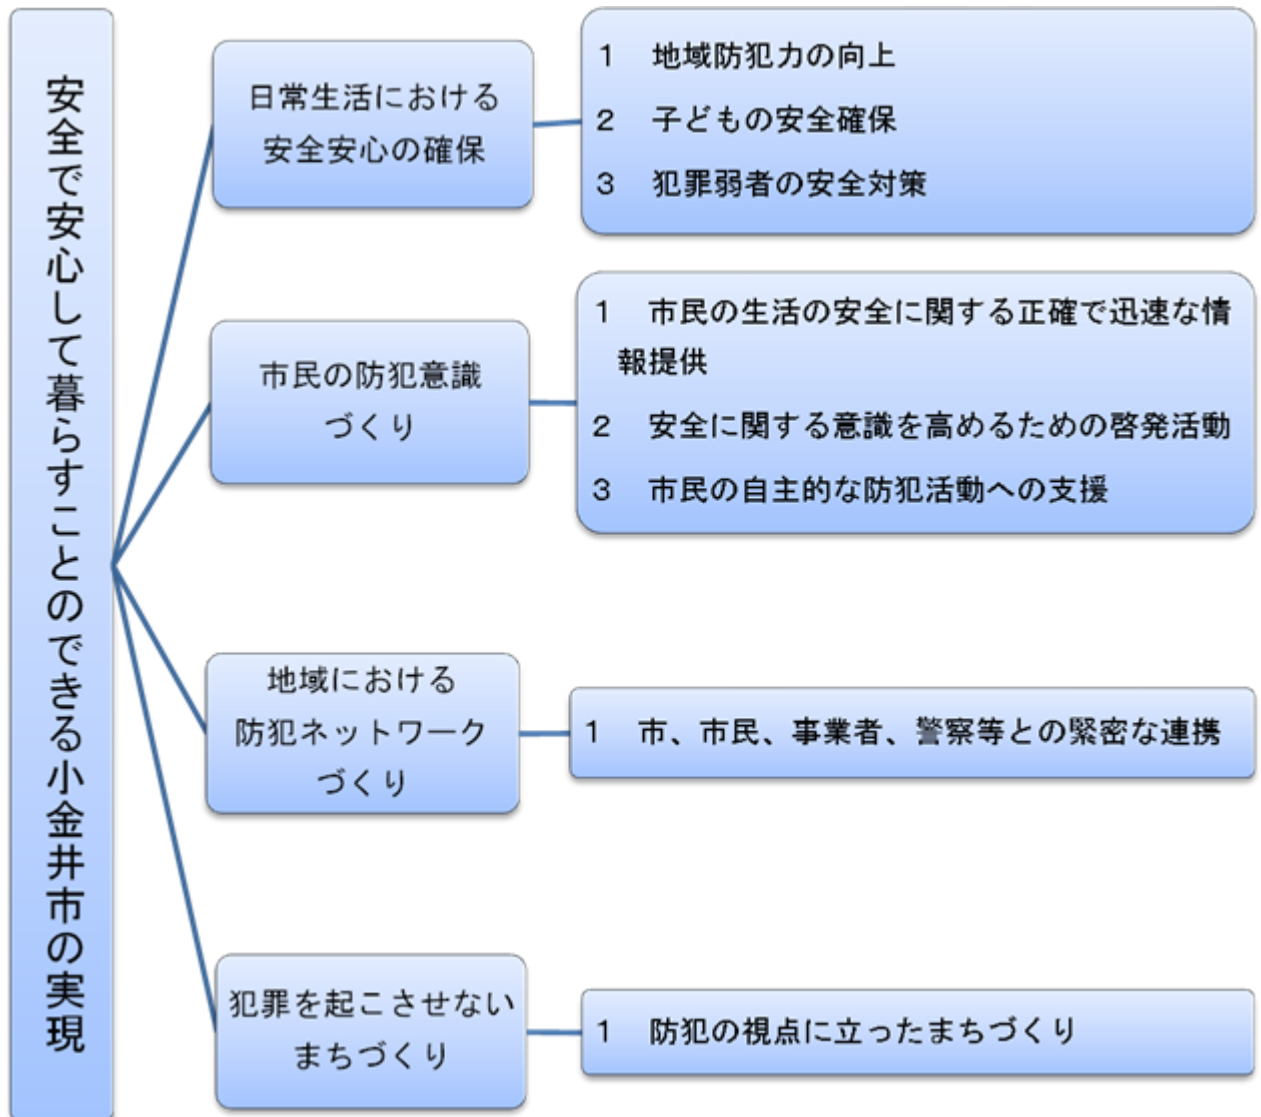 安全で安心して暮らすことのできる小金井市の実現
日常生活における
安全安心の確保
1 地域防犯力の向上
2 子どもの安全確保
3 犯罪弱者の安全対策
市民の防犯意識
づくり
1 市民の生活の安全に関する正確で迅速な情
報提供
2 安全に関する意識を高めるための啓発活動
3 市民の自主的な防犯活動への支援
地域における
防犯ネットワーク
づくり
1 市、市民、事業者、警察等との緊密な連携
犯罪を起こさせない
まちづくり
1 防犯の視点に立ったまちづくり